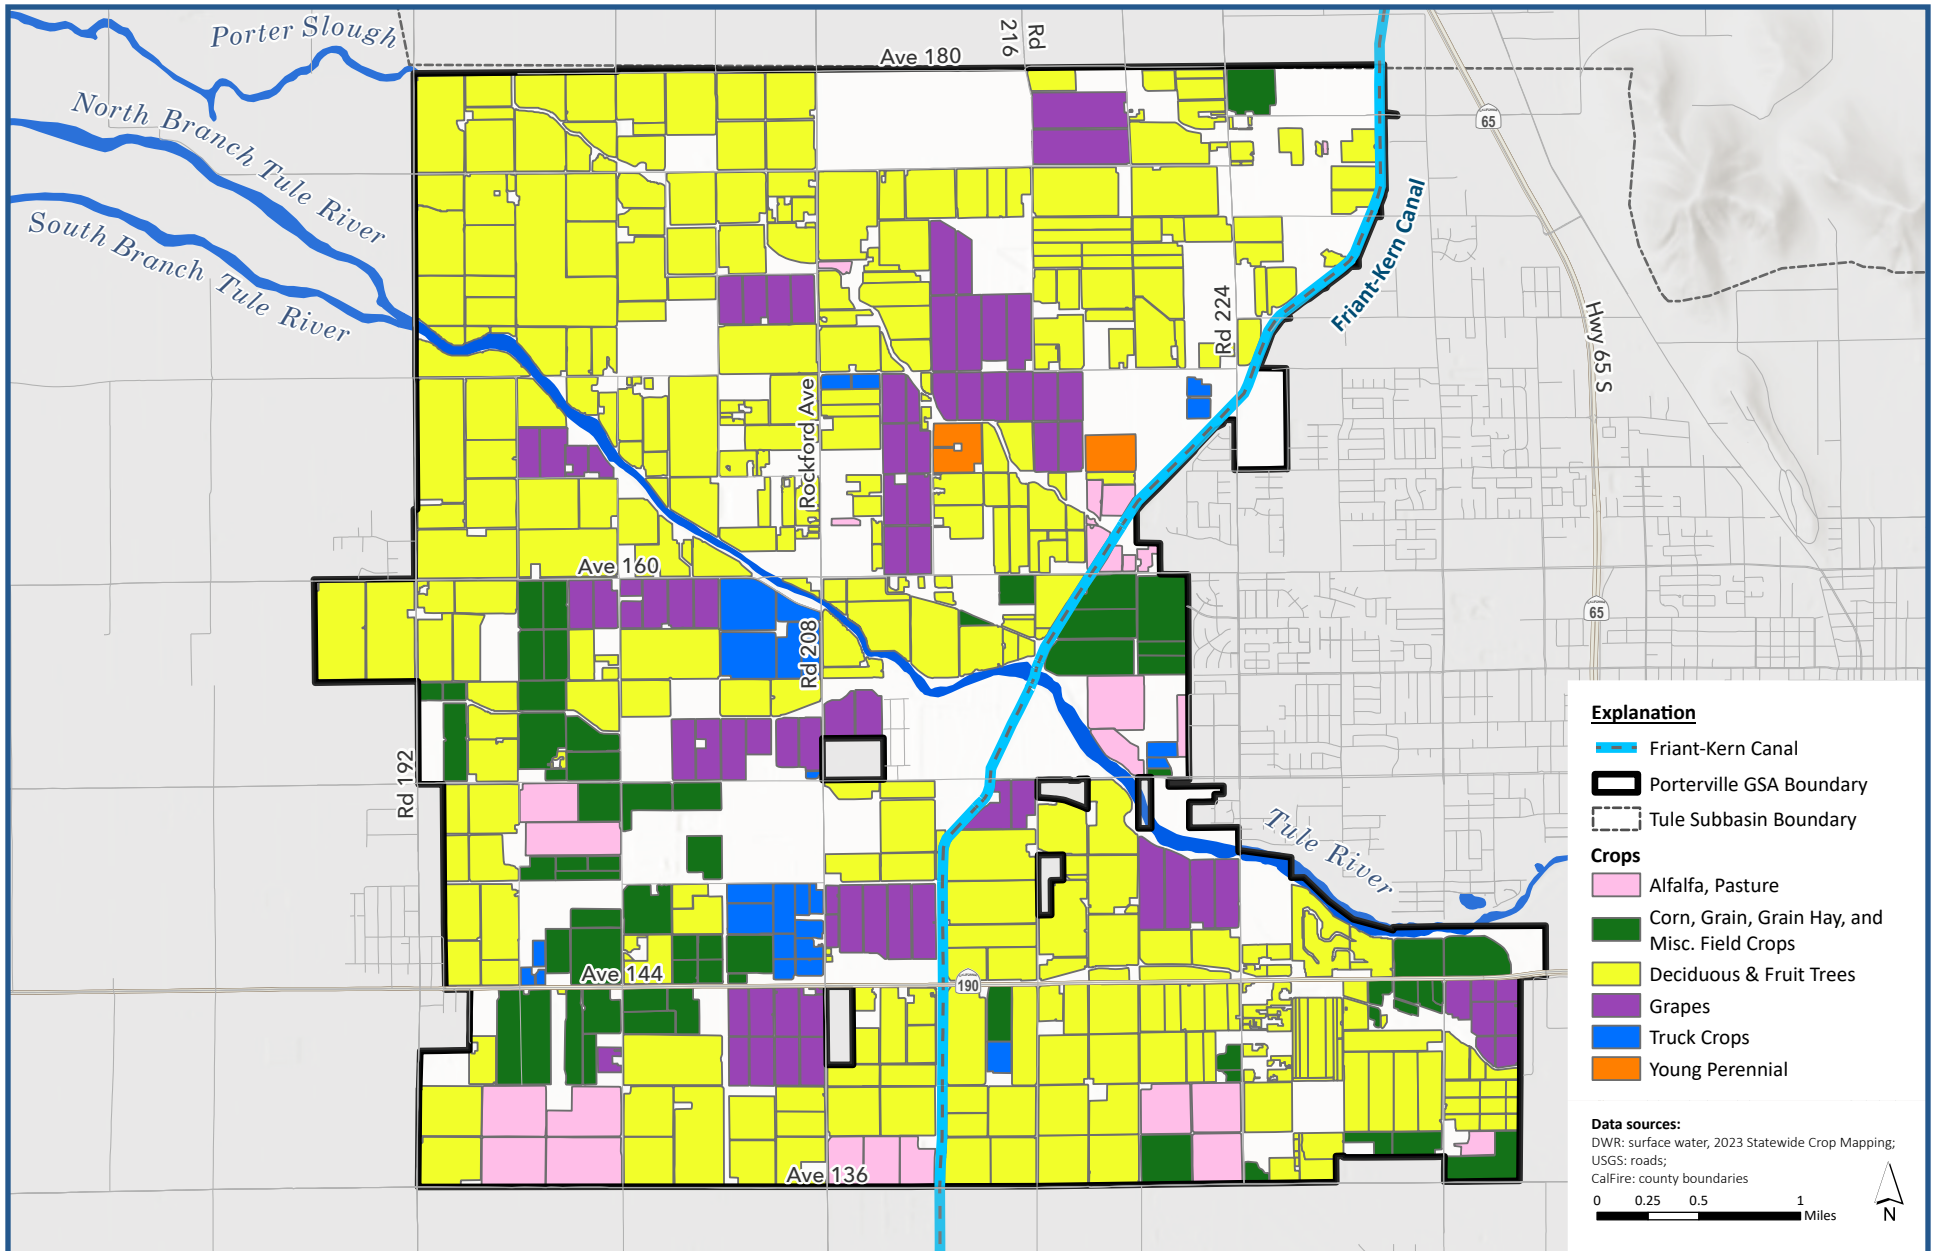 Porter Slough
North Branch Tule River
South Branch Tule River
Ave 180
Rd
216
CALIFORNIA
65
Friant-Kern Canal
Rd 224
Hwy 65 S
Rockford Ave
Ave 160
65
Rd 208
Rd 192
Tule River
Ave 144
190
Ave 136
Explanation
Friant-Kern Canal
Porterville GSA Boundary
Tule Subbasin Boundary
Crops
Alfalfa, Pasture
Corn, Grain, Grain Hay, and
Misc. Field Crops
Deciduous & Fruit Trees
Grapes
Truck Crops
Young Perennial
Data sources:
DWR: surface water, 2023 Statewide Crop Mapping;
USGS: roads;
CalFire: county boundaries
0 0.25 0.5 1
Miles
N